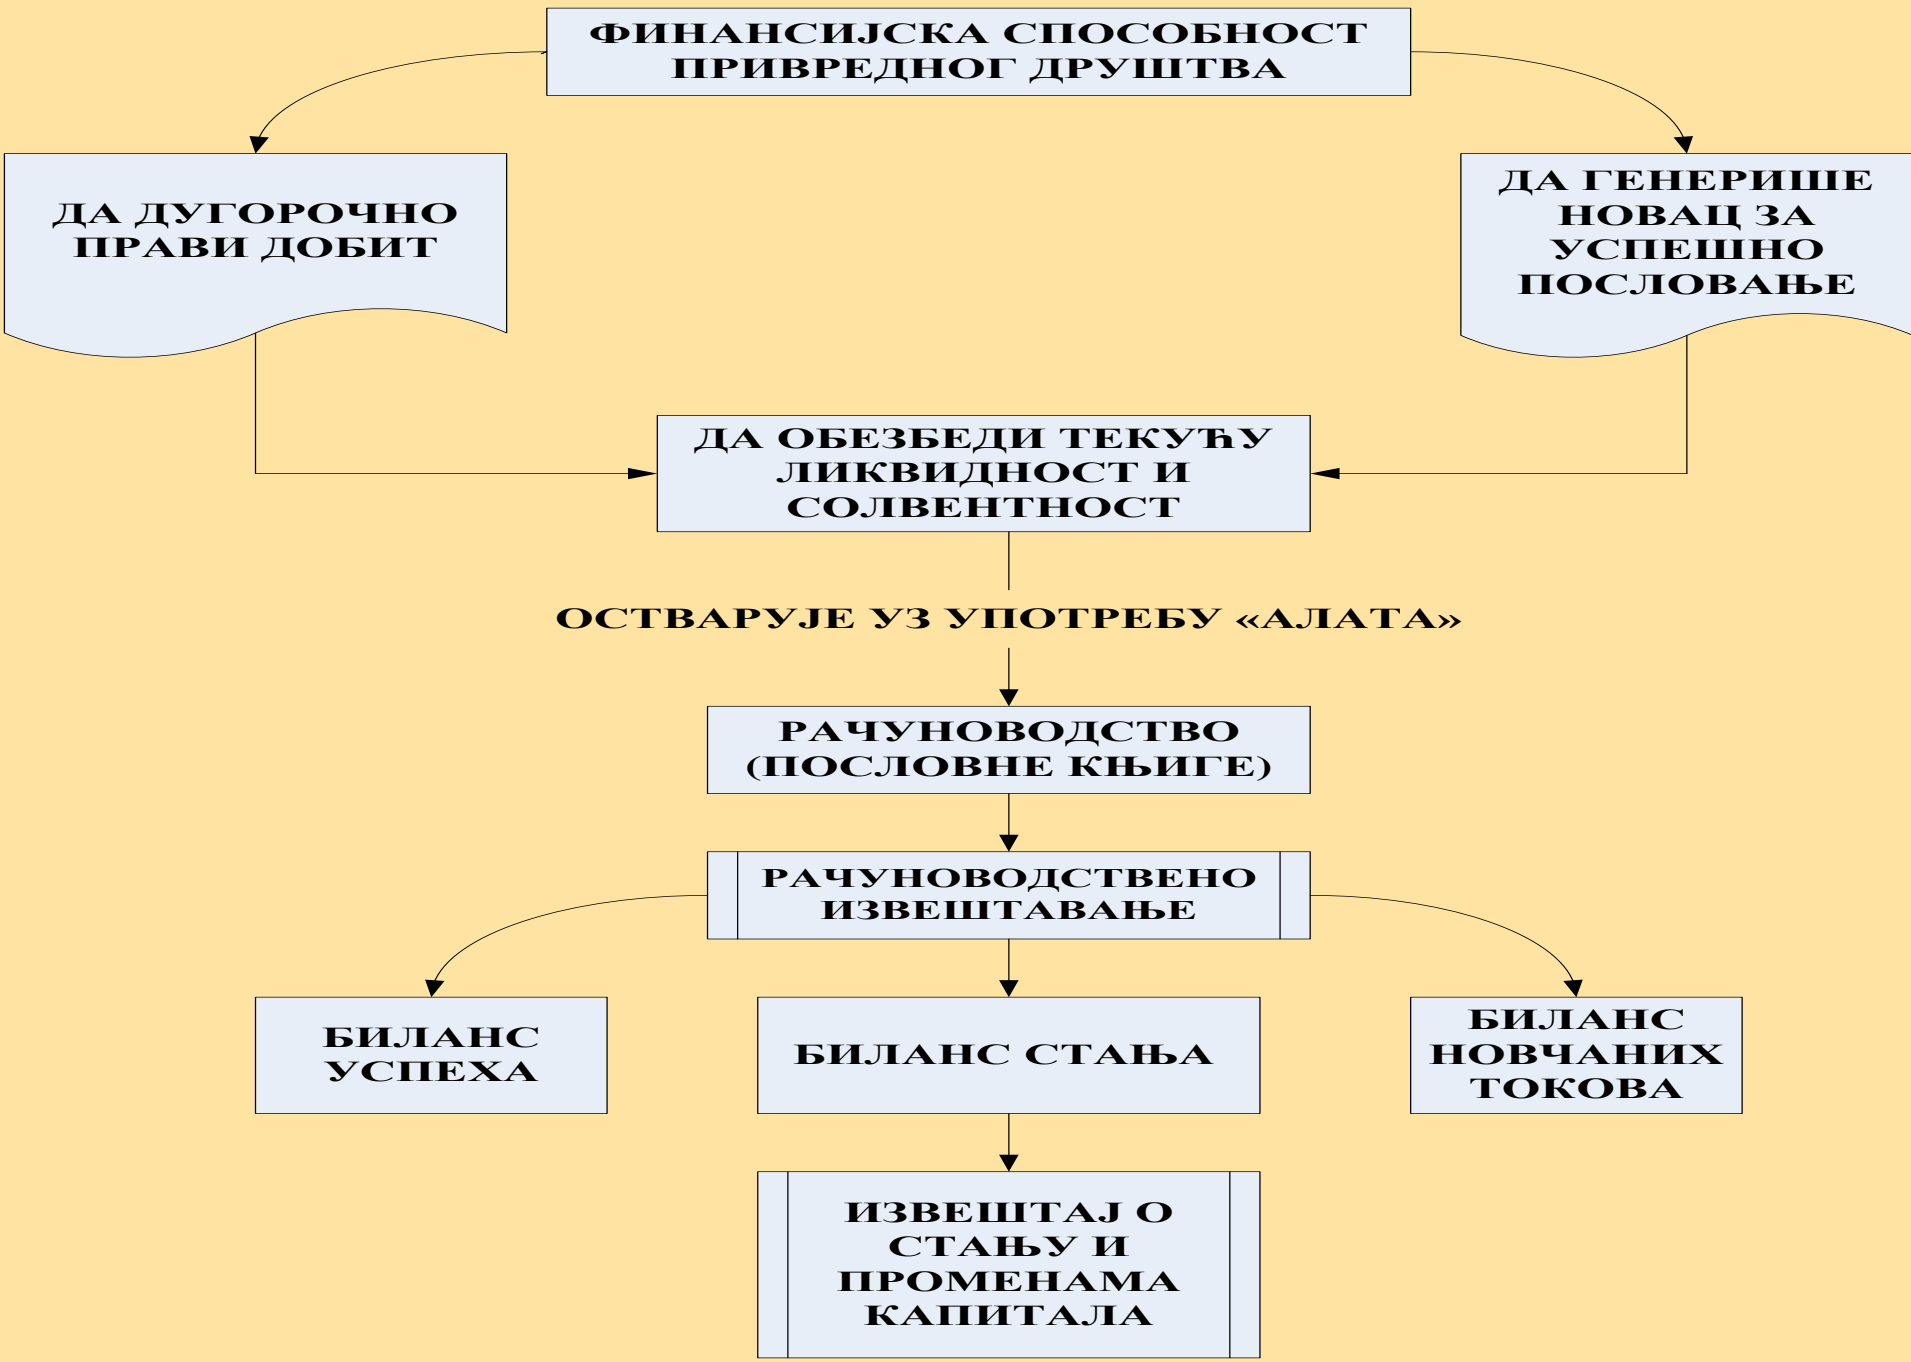 ФИНАНСИЈСКА СПОСОБНОСТ
ПРИВРЕДНОГ ДРУШТВА
ДА ДУГОРОЧНО
ПРАВИ ДОБИТ
ДА ГЕНЕРИШЕ
НОВАЦ ЗА
УСПЕШНО
ПОСЛОВАЊЕ
ДА ОБЕЗБЕДИ ТЕКУЋУ
ЛИКВИДНОСТ И
СОЛВЕНТНОСТ
ОСТВАРУЈЕ УЗ УПОТРЕБУ «АЛАТА»
РАЧУНОВОДСТВО
(ПОСЛОВНЕ КЊИГЕ)
РАЧУНОВОДСТВЕНО
ИЗВЕШТАВАЊЕ
БИЛАНС
УСПЕХА
БИЛАНС СТАЊА
БИЛАНС
НОВЧАНИХ
ТОКОВА
ИЗВЕШТАЈ О
СТАЊУ И
ПРОМЕНАМА
КАПИТАЛА